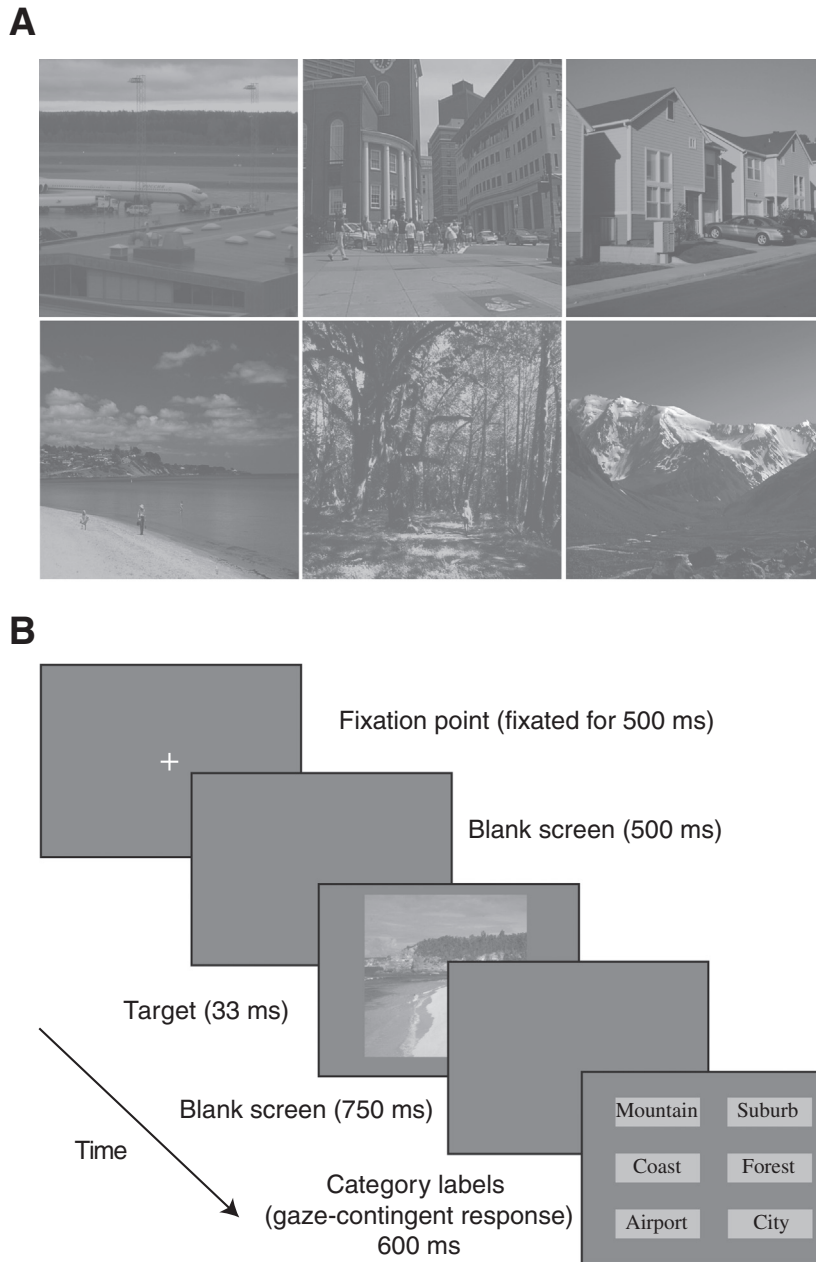 A
B
Fixation point (fixated for 500 ms)
Blank screen (500 ms)
Target (33 ms)
Blank screen (750 ms)
Time
Category labels
(gaze-contingent response)
600 ms
Mountain Suburb
Coast Forest
Airport City